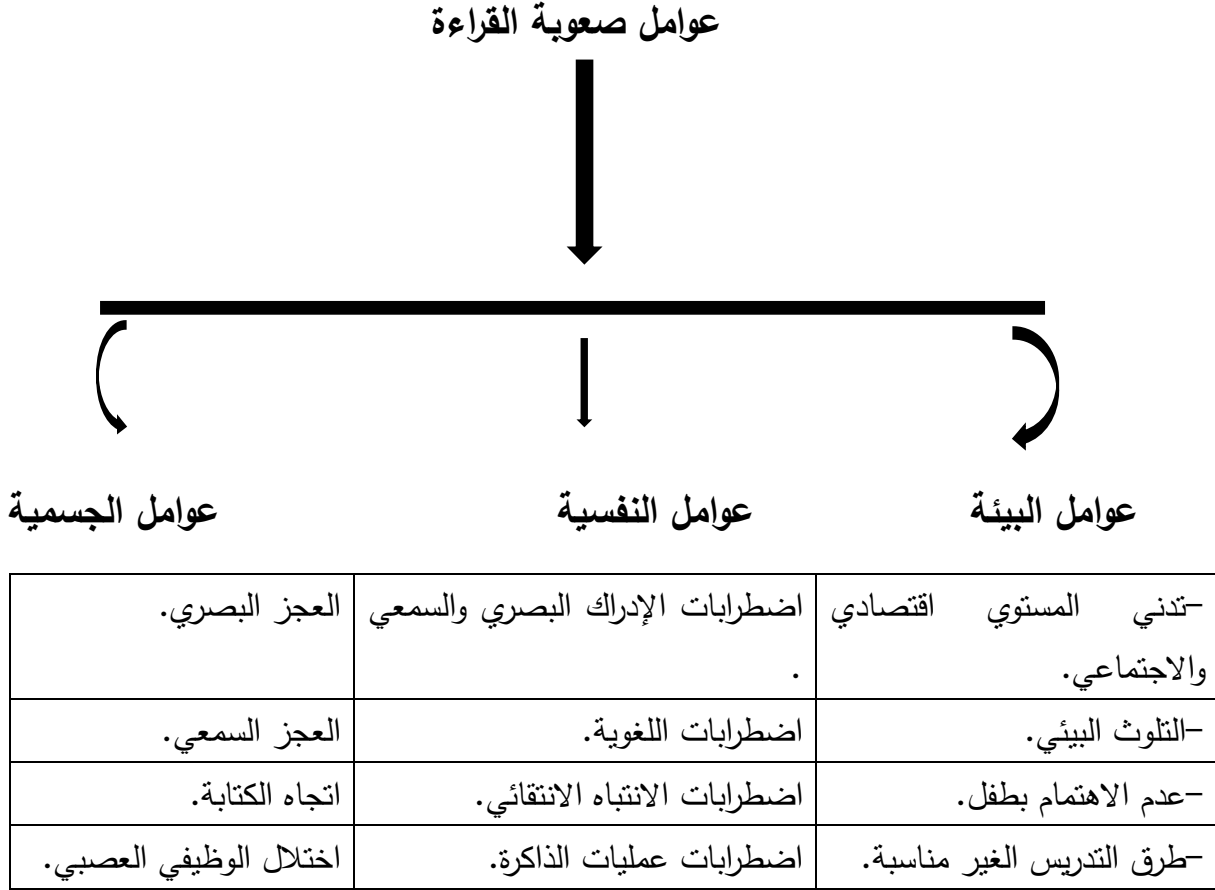 عوامل صعوبة القراءة
عوامل البيئة
عوامل النفسية
عوامل الجسمية
-تدني المستوي اقتصادي
والاجتماعي.
اضطرابات الإدراك البصري والسمعي
.
العجز البصري.
-التلوث البيئي.
اضطرابات اللغوية.
العجز السمعي.
-عدم الاهتمام بطفل.
اضطرابات الانتباه الانتقائي.
اتجاه الكتابة.
-طرق التدريس الغير مناسبة.
اضطرابات عمليات الذاكرة.
اختلال الوظيفي العصبي.